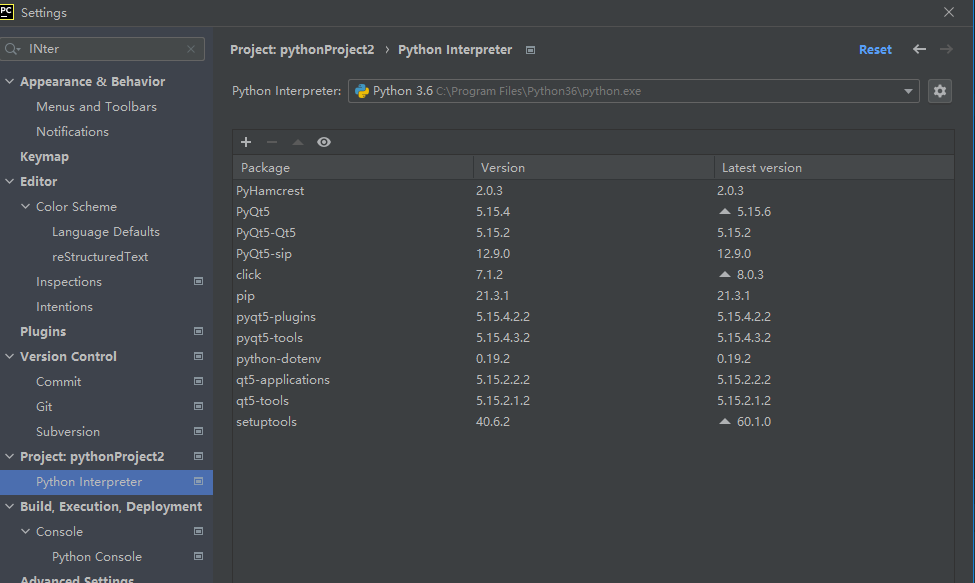 PC Settings
INter
Appearance & Behavior
Menus and Toolbars
Notifications
Keymap
Editor
Color Scheme
Language Defaults
reStructuredText
Inspections
Intentions
Plugins
Version Control
Commit
Git
Subversion
Project: pythonProject2
Python Interpreter
Build, Execution, Deployment
Console
Python Console
Advanced Settings
Project: pythonProject2 › Python Interpreter Reset
Python Interpreter: Python 3.6 C:\Program Files\Python36\python.exe
Package Version Latest version
PyHamcrest 2.0.3 2.0.3
PyQt5 5.15.4 5.15.6
PyQt5-Qt5 5.15.2 5.15.2
PyQt5-sip 12.9.0 12.9.0
click 7.1.2 8.0.3
pip 21.3.1 21.3.1
pyqt5-plugins 5.15.4.2.2 5.15.4.2.2
pyqt5-tools 5.15.4.3.2 5.15.4.3.2
python-dotenv 0.19.2 0.19.2
qt5-applications 5.15.2.2.2 5.15.2.2.2
qt5-tools 5.15.2.1.2 5.15.2.1.2
setuptools 40.6.2 60.1.0